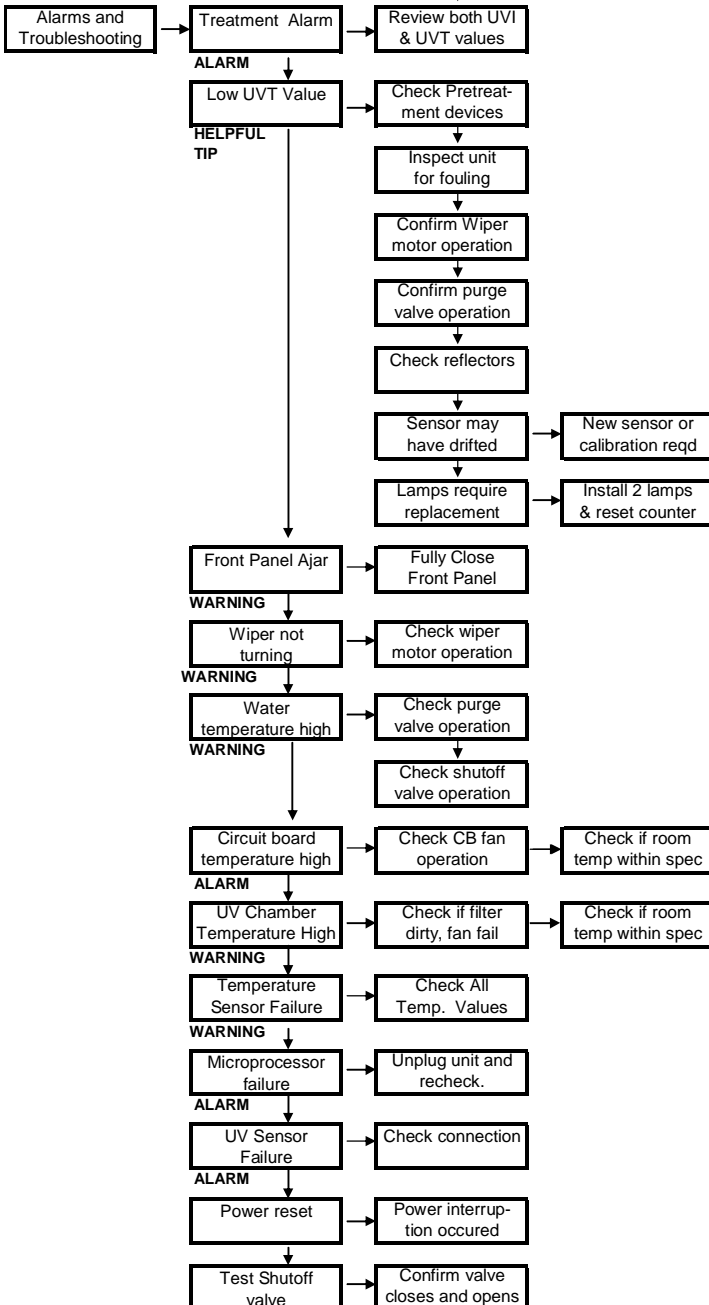 Alarms and
Troubleshooting
Treatment Alarm
Review both UVI
& UVT values
ALARM
Low UVT Value
Check Pretreat-
ment devices
HELPFUL
TIP
Inspect unit
for fouling
Confirm Wiper
motor operation
Confirm purge
valve operation
Check reflectors
Sensor may
have drifted
New sensor or
calibration reqd
Lamps require
replacement
Install 2 lamps
& reset counter
Front Panel Ajar
Fully Close
Front Panel
WARNING
Wiper not
turning
Check wiper
motor operation
WARNING
Water
temperature high
Check purge
valve operation
WARNING
Check shutoff
valve operation
Circuit board
temperature high
Check CB fan
operation
Check if room
temp within spec
ALARM
UV Chamber
Temperature High
Check if filter
dirty, fan fail
Check if room
temp within spec
WARNING
Temperature
Sensor Failure
Check All
Temp. Values
WARNING
Microprocessor
failure
Unplug unit and
recheck.
ALARM
UV Sensor
Failure
Check connection
ALARM
Power reset
Power interrup-
tion occured
Test Shutoff
valve
Confirm valve
closes and opens